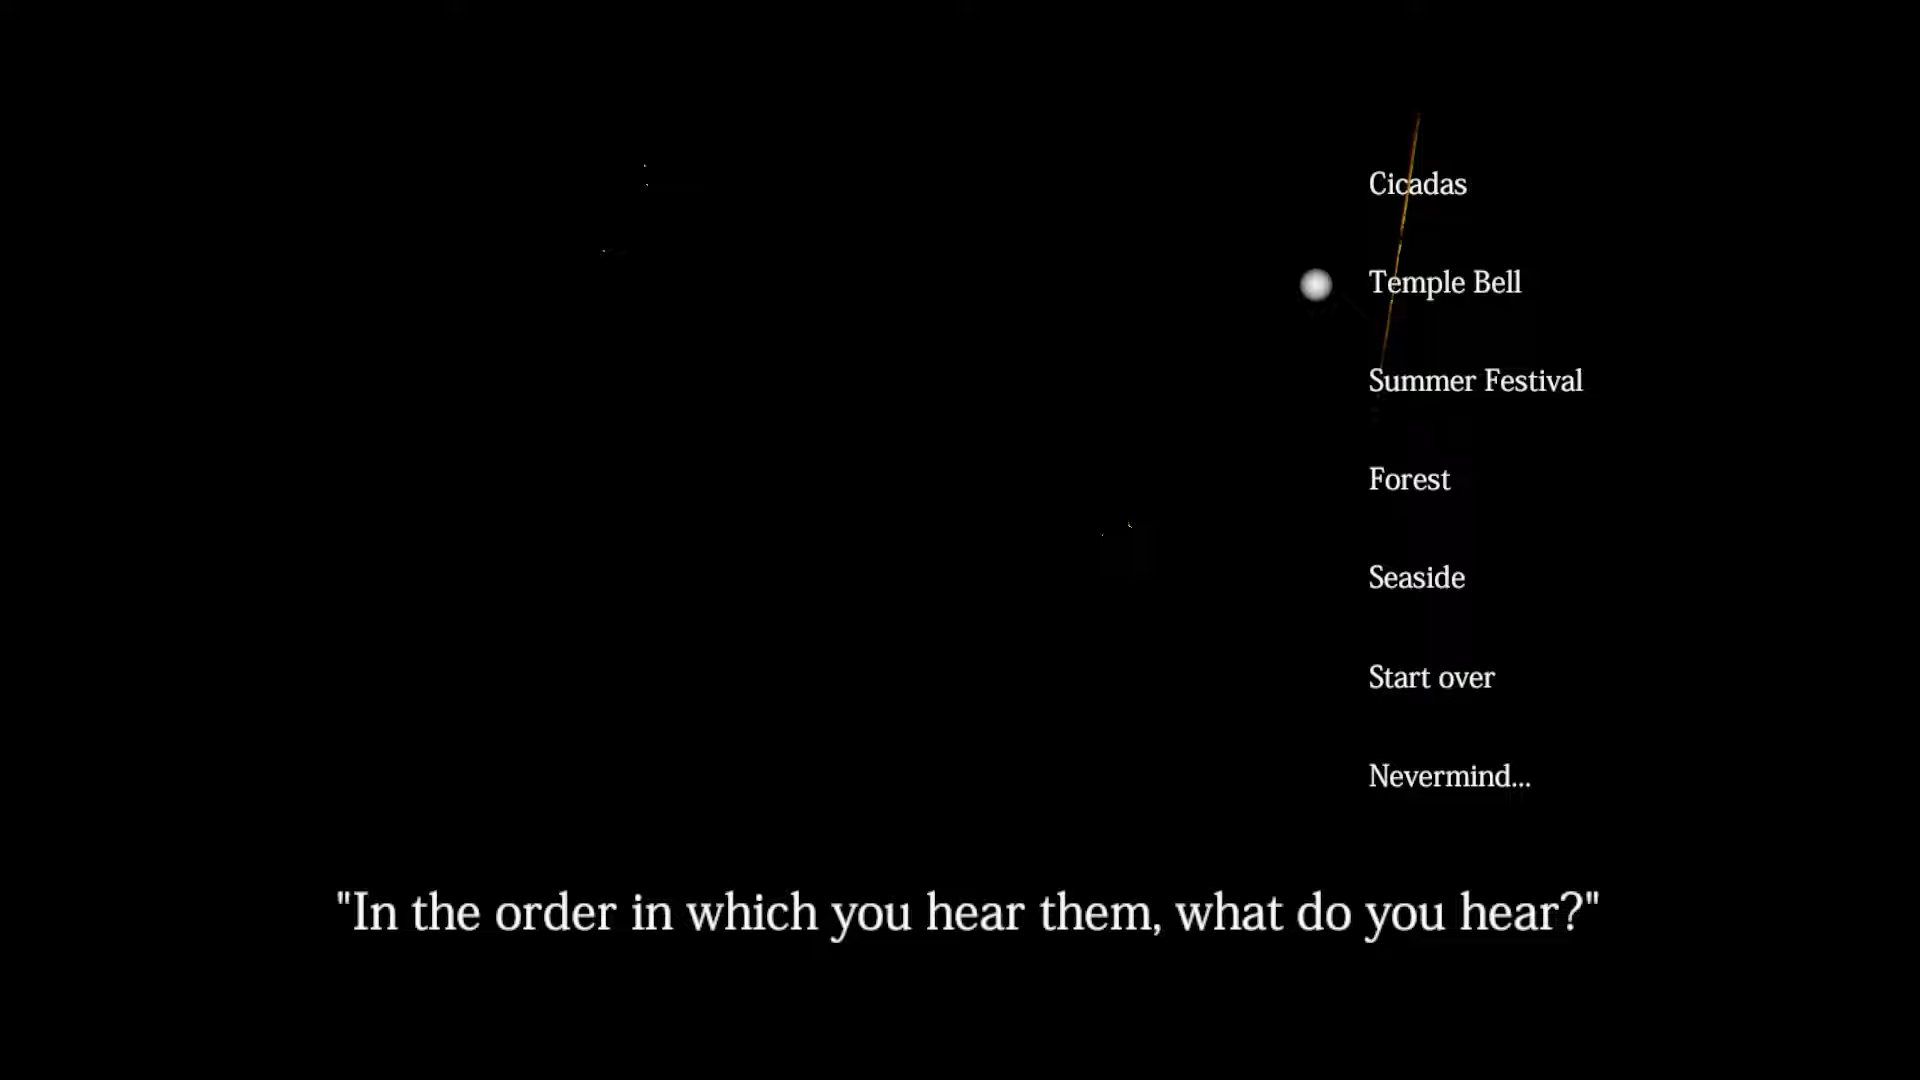 Cicadas
Temple Bell
Summer Festival
Forest
Seaside
Start over
Nevermind...
"In the order in which you hear them, what do you hear?"